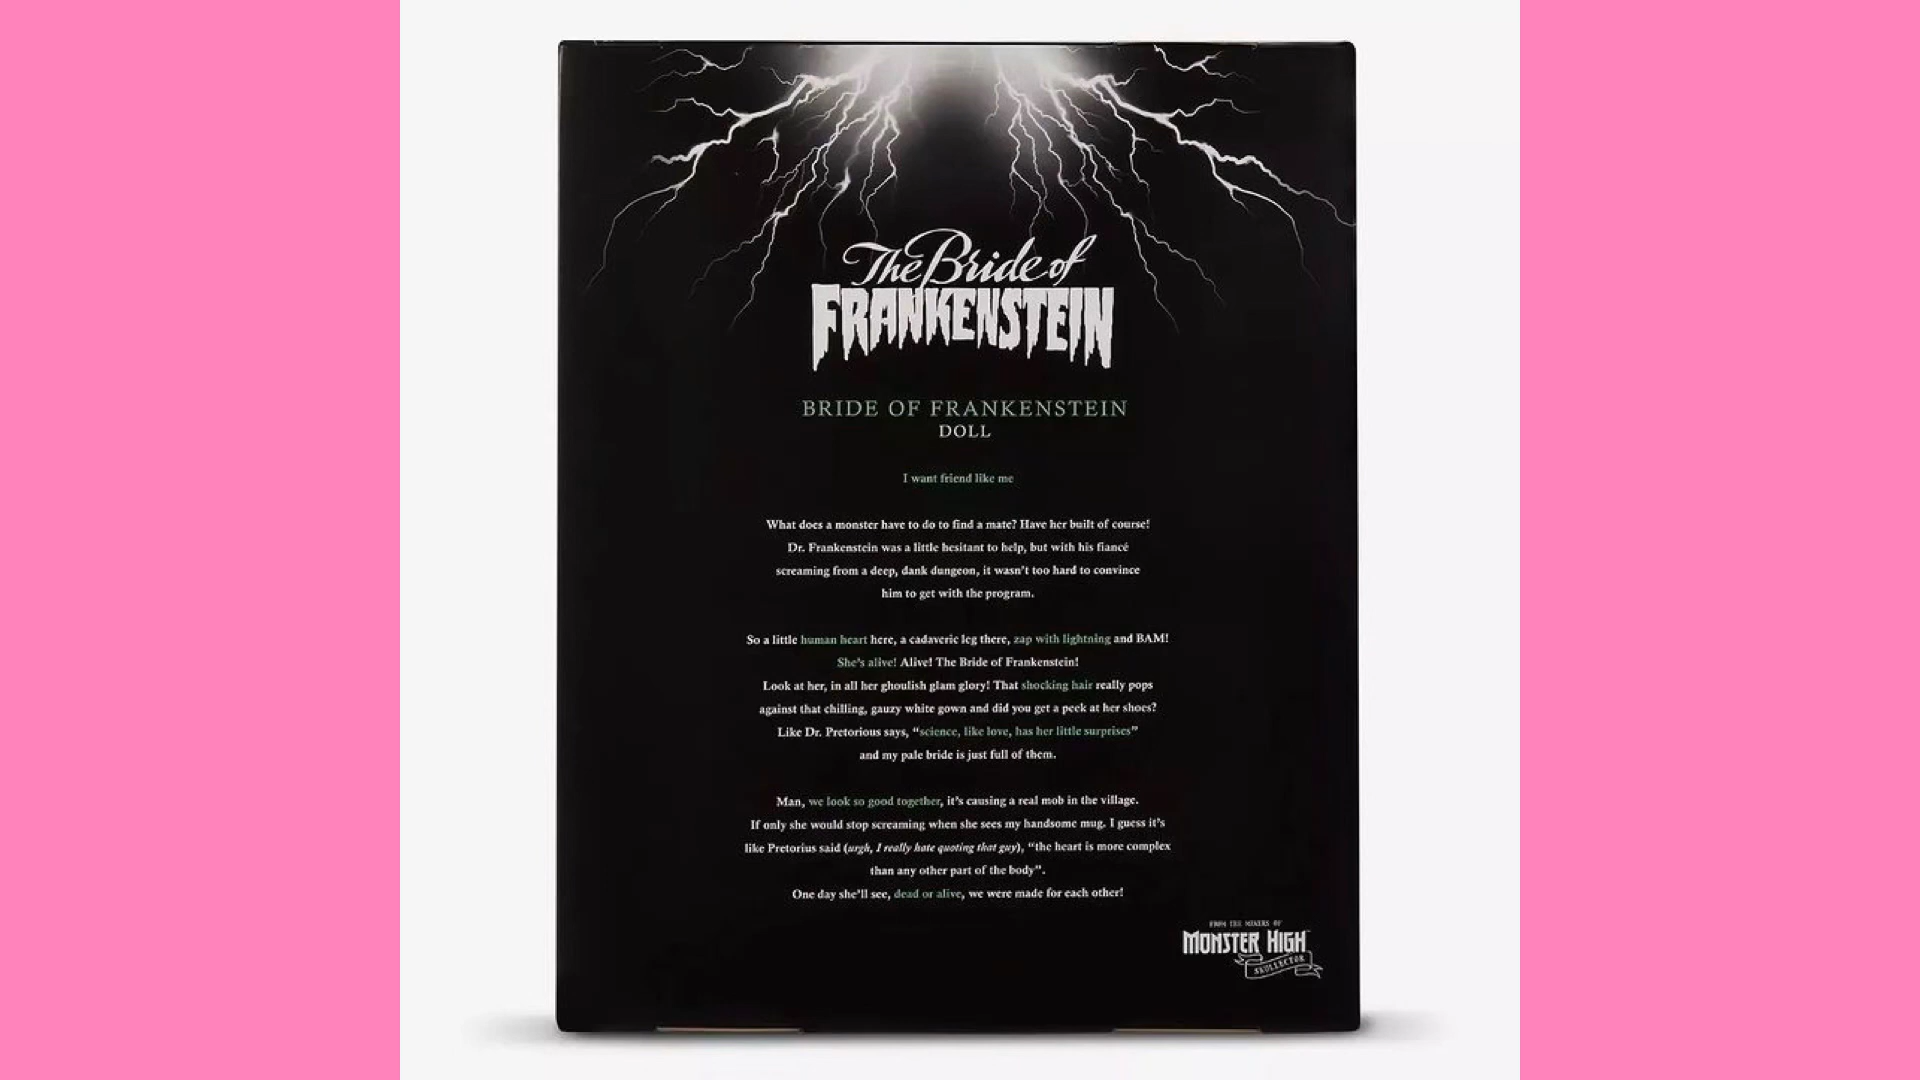 The Bride of
FRANKENSTEIN
BRIDE OF FRANKENSTEIN
DOLL
I want friend like me
What does a monster have to do to find a mate? Have her built of course!
Dr. Frankenstein was a little hesitant to help, but with his fiancé
screaming from a deep, dank dungeon, it wasn't too hard to convince
him to get with the program.
So a little human heart here, a cadaveric leg there, zap with lightning and BAM!
She's alive! Alive! The Bride of Frankenstein!
Look at her, in all her ghoulish glam glory! That shocking hair really pops
against that chilling, gauzy white gown and did you get a peek at her shoes?
Like Dr. Pretorious says, “science, like love, has her little surprises”
and my pale bride is just full of them.
Man, we look so good together, it's causing a real mob in the village.
If only she would stop screaming when she sees my handsome mug. I guess it's
like Pretorius said (urgh, I really hate quoting that guy), “the heart is more complex
than any other part of the body”.
One day she'll see, dead or alive, we were made for each other!
FROM THE MAKERS OF
MONSTER HIGH
SKULLECTOR